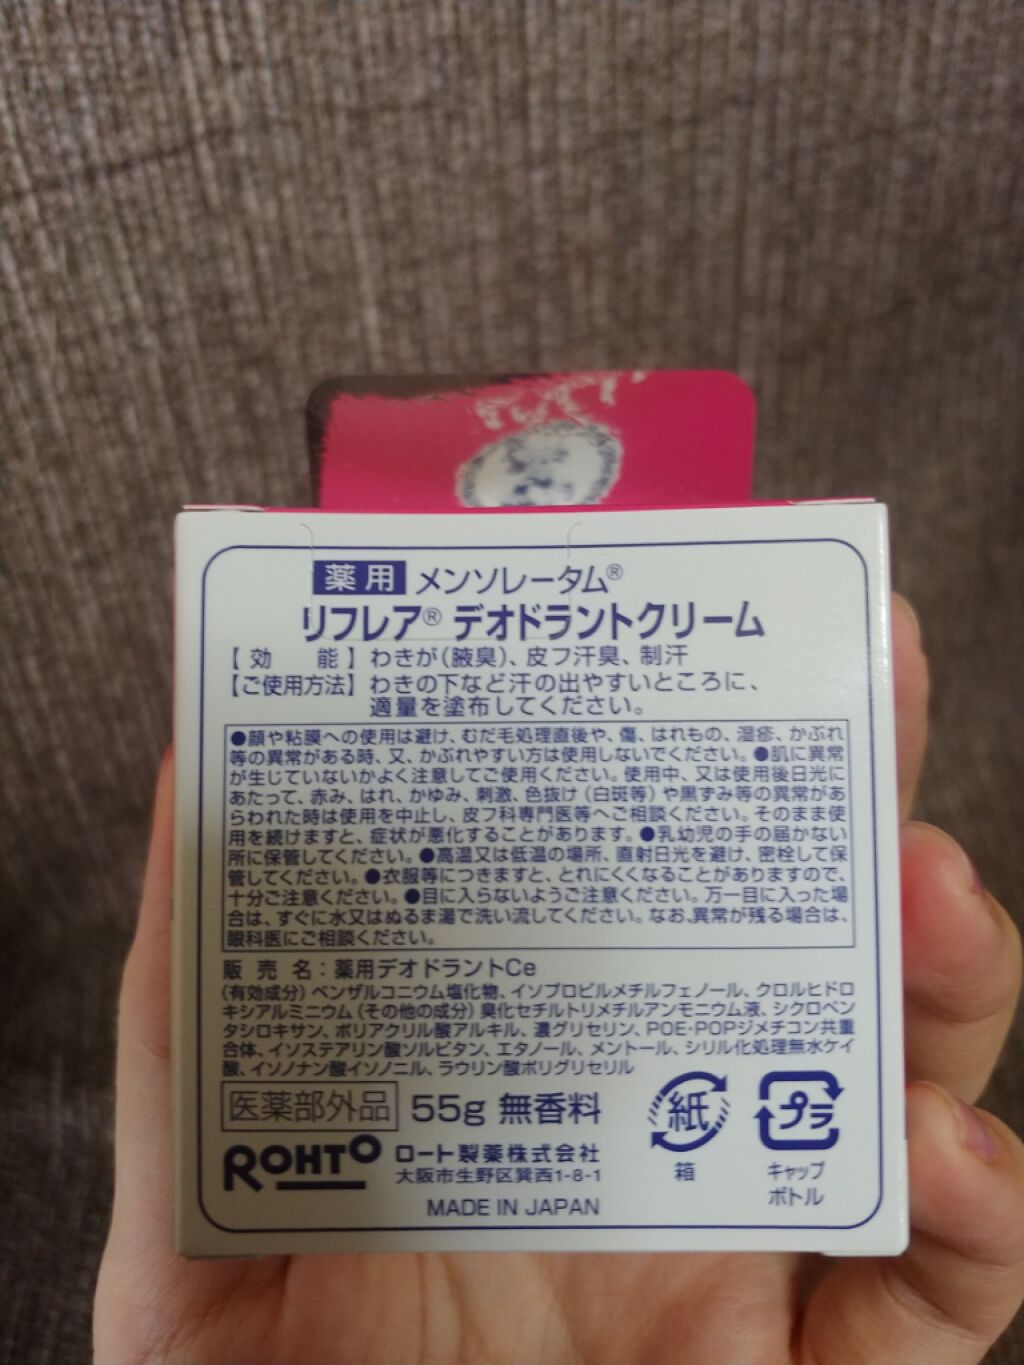 薬用 メンソレータム®
リフレア® デオドラントクリーム
【効 能】わきが(腋臭)、皮フ汗臭、制汗
【ご使用方法】わきの下など汗の出やすいところに、
適量を塗布してください。
●顔や粘膜への使用は避け、むだ毛処理直後や、傷、はれもの、湿疹、かぶれ
等の異常がある時、又、かぶれやすい方は使用しないでください。●肌に異常
が生じていないかよく注意してご使用ください。使用中、又は使用後日光に
あたって、赤み、はれ、かゆみ、刺激、色抜け(白斑等)や黒ずみ等の異常があ
らわれた時は使用を中止し、皮フ科専門医等へご相談ください。そのまま使
用を続けますと、症状が悪化することがあります。●乳幼児の手の届かない
所に保管してください。●高温又は低温の場所、直射日光を避け、密栓して保
管してください。●衣服等につきますと、とれにくくなることがありますので、
十分ご注意ください。●目に入らないようご注意ください。万一目に入った場
合は、すぐに水又はぬるま湯で洗い流してください。なお、異常が残る場合は、
眼科医にご相談ください。
販売名:薬用デオドラントCe
(有効成分)ベンザルコニウム塩化物、イソプロピルメチルフェノール、クロルヒドロ
キシアルミニウム(その他の成分)臭化セチルトリメチルアンモニウム液、シクロペン
タシロキサン、ポリアクリル酸アルキル、濃グリセリン、POE・POPジメチコン共重
合体、イソステアリン酸ソルビタン、エタノール、メントール、シリル化処理無水ケイ
酸、イソノナン酸イソノニル、ラウリン酸ポリグリセリル
医薬部外品 55g 無香料
紙
箱
プラ
キャップ
ボトル
ROHTO ロート製薬株式会社
大阪市生野区巽西1-8-1
MADE IN JAPAN